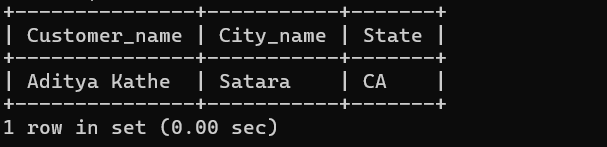 +---------------+-----------+-------+
| Customer_name | City_name | State |
+---------------+-----------+-------+
| Aditya Kathe  | Satara    | CA    |
+---------------+-----------+-------+
1 row in set (0.00 sec)